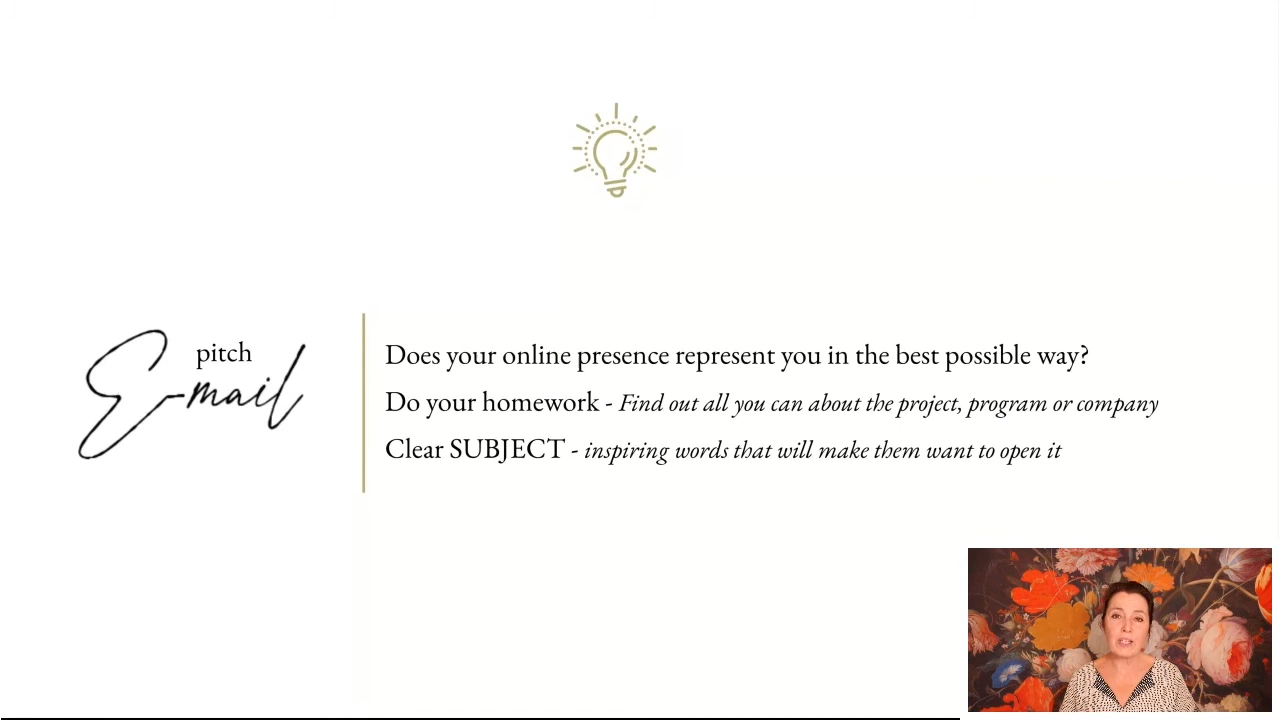 pitch
E-mail
Does your online presence represent you in the best possible way?
Do your homework - Find out all you can about the project, program or company
Clear SUBJECT - inspiring words that will make them want to open it